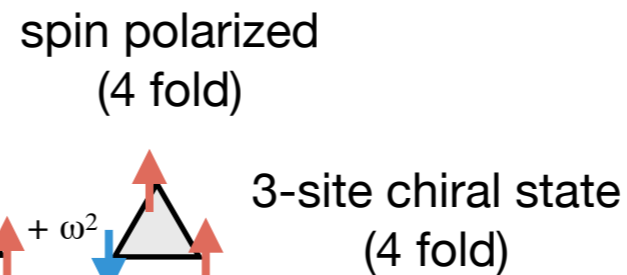 spin polarized
(4 fold)
+ ω²
3-site chiral state
(4 fold)